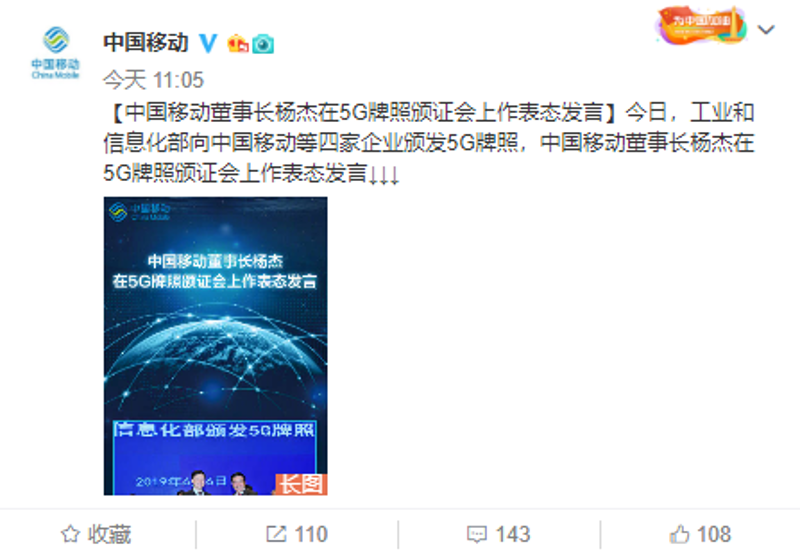 为中国加油
中国移动
China Mobile
中国移动
今天 11:05
【中国移动董事长杨杰在5G牌照颁证会上作表态发言】今日，工业和
信息化部向中国移动等四家企业颁发5G牌照，中国移动董事长杨杰在
5G牌照颁证会上作表态发言↓↓↓
中国移动
China Mobile
中国移动董事长杨杰
在5G牌照颁证会上作表态发言
信息化部颁发5G牌照
2019年6月6日
长图
收藏
110
143
108